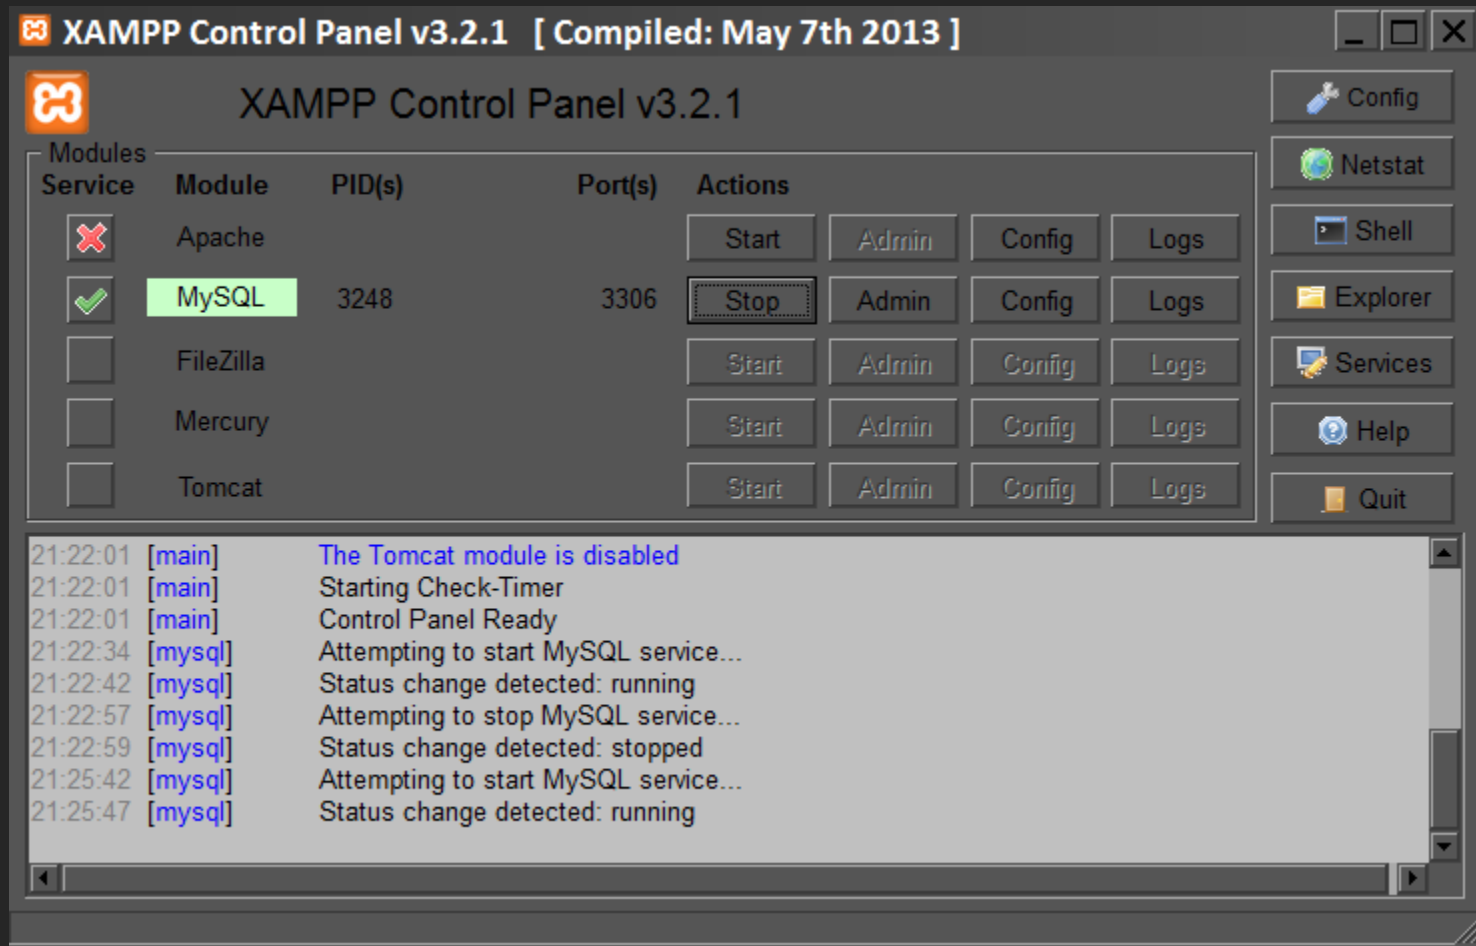 XAMPP Control Panel v3.2.1 [ Compiled: May 7th 2013 ]
XAMPP Control Panel v3.2.1
Config
Modules
Netstat
Service Module PID(s) Port(s) Actions
Apache Start Admin Config Logs
Shell
MySQL 3248 3306 Stop Admin Config Logs
Explorer
FileZilla Start Admin Config Logs
Services
Mercury Start Admin Config Logs
Help
Tomcat Start Admin Config Logs
Quit
21:22:01 [main] The Tomcat module is disabled
21:22:01 [main] Starting Check-Timer
21:22:01 [main] Control Panel Ready
21:22:34 [mysql] Attempting to start MySQL service...
21:22:42 [mysql] Status change detected: running
21:22:57 [mysql] Attempting to stop MySQL service...
21:22:59 [mysql] Status change detected: stopped
21:25:42 [mysql] Attempting to start MySQL service...
21:25:47 [mysql] Status change detected: running